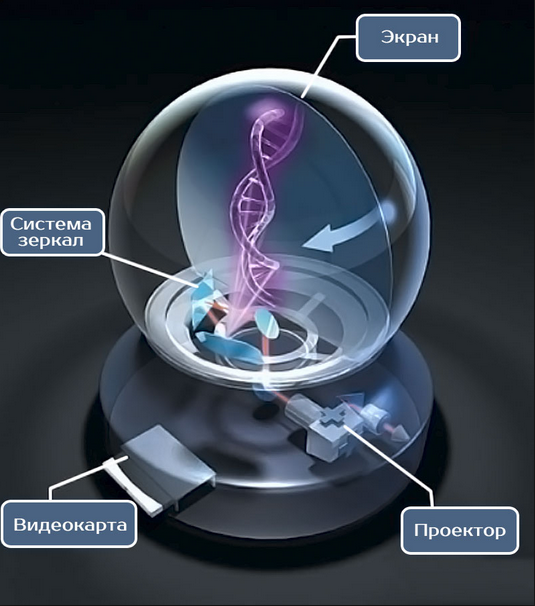 Экран
Система
зеркал
Видеокарта
Проектор